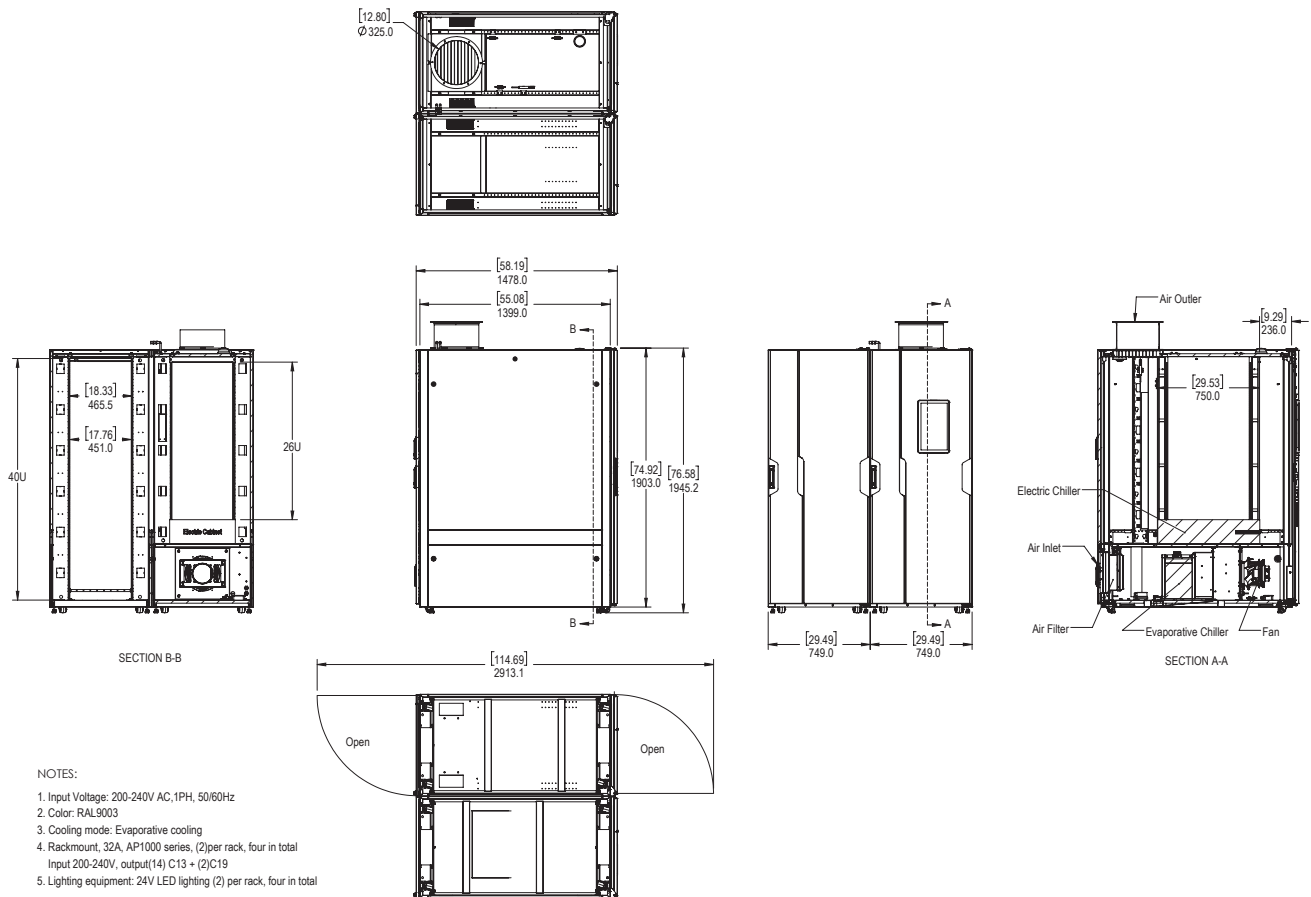 [12.80]
Ø325.0
[58.19]
1478.0
[55.08]
1399.0
B
B
[74.92]
1903.0
[76.58]
1945.2
[18.33]
465.5
[17.76]
451.0
40U
26U
Electric Cabinet
SECTION B-B
A
A
[29.49]
749.0
[29.49]
749.0
Air Outler
[9.29]
236.0
[29.53]
750.0
Electric Chiller
Air Inlet
Air Filter
Evaporative Chiller
Fan
SECTION A-A
[114.69]
2913.1
Open
Open
NOTES:
1. Input Voltage: 200-240V AC,1PH, 50/60Hz
2. Color: RAL9003
3. Cooling mode: Evaporative cooling
4. Rackmount, 32A, AP1000 series, (2)per rack, four in total
Input 200-240V, output(14) C13 + (2)C19
5. Lighting equipment: 24V LED lighting (2) per rack, four in total